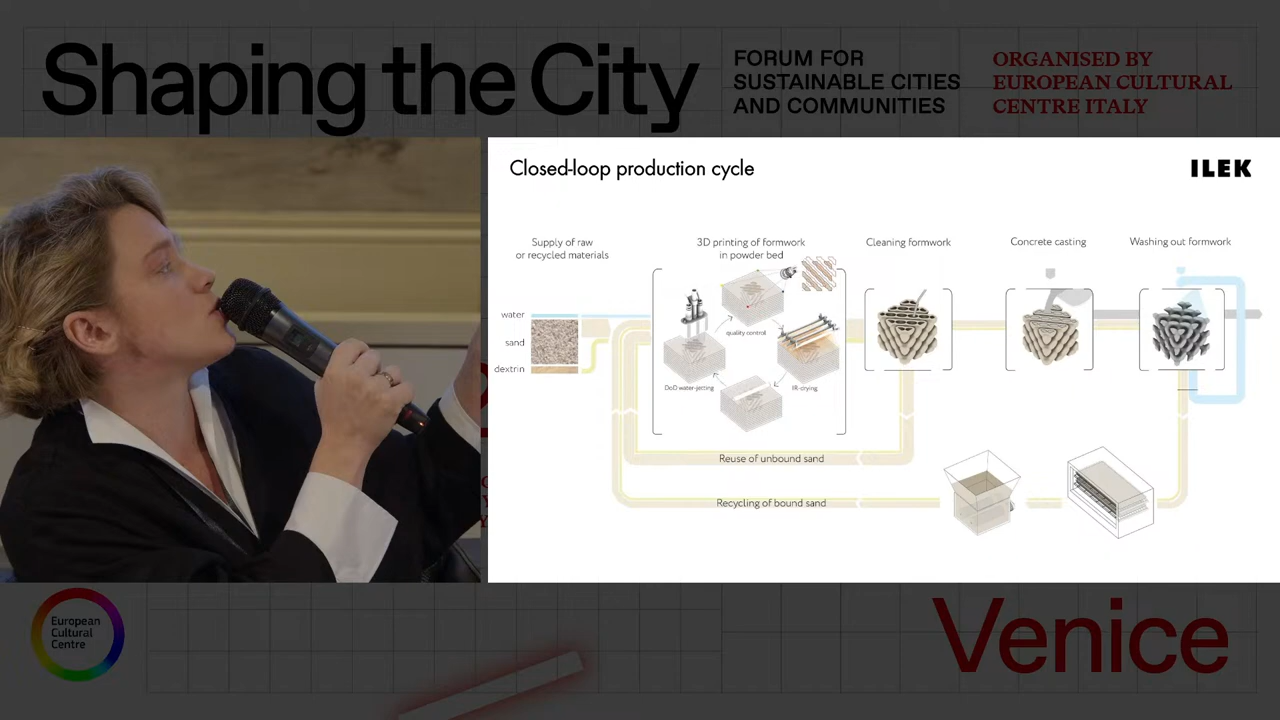 Shaping the City
FORUM FOR
SUSTAINABLE CITIES
AND COMMUNITIES
ORGANISED BY
EUROPEAN CULTURAL
CENTRE ITALY
Closed-loop production cycle
ILEK
Supply of raw
or recycled materials
3D printing of formwork
in powder bed
Cleaning formwork
Concrete casting
Washing out formwork
water
sand
dextrin
quality control
DoD water-jetting
IR-drying
Reuse of unbound sand
Recycling of bound sand
European
Cultural
Centre
Venice